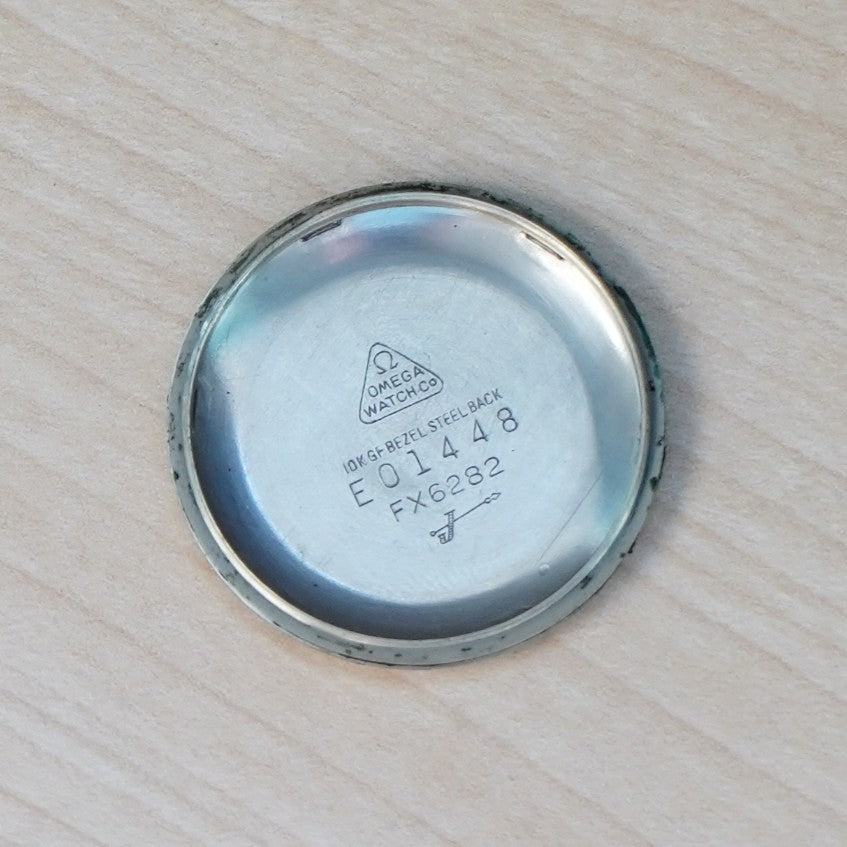 Ω
OMEGA
WATCH.Co
10K GF BEZEL STEEL BACK
E01448
FX6282